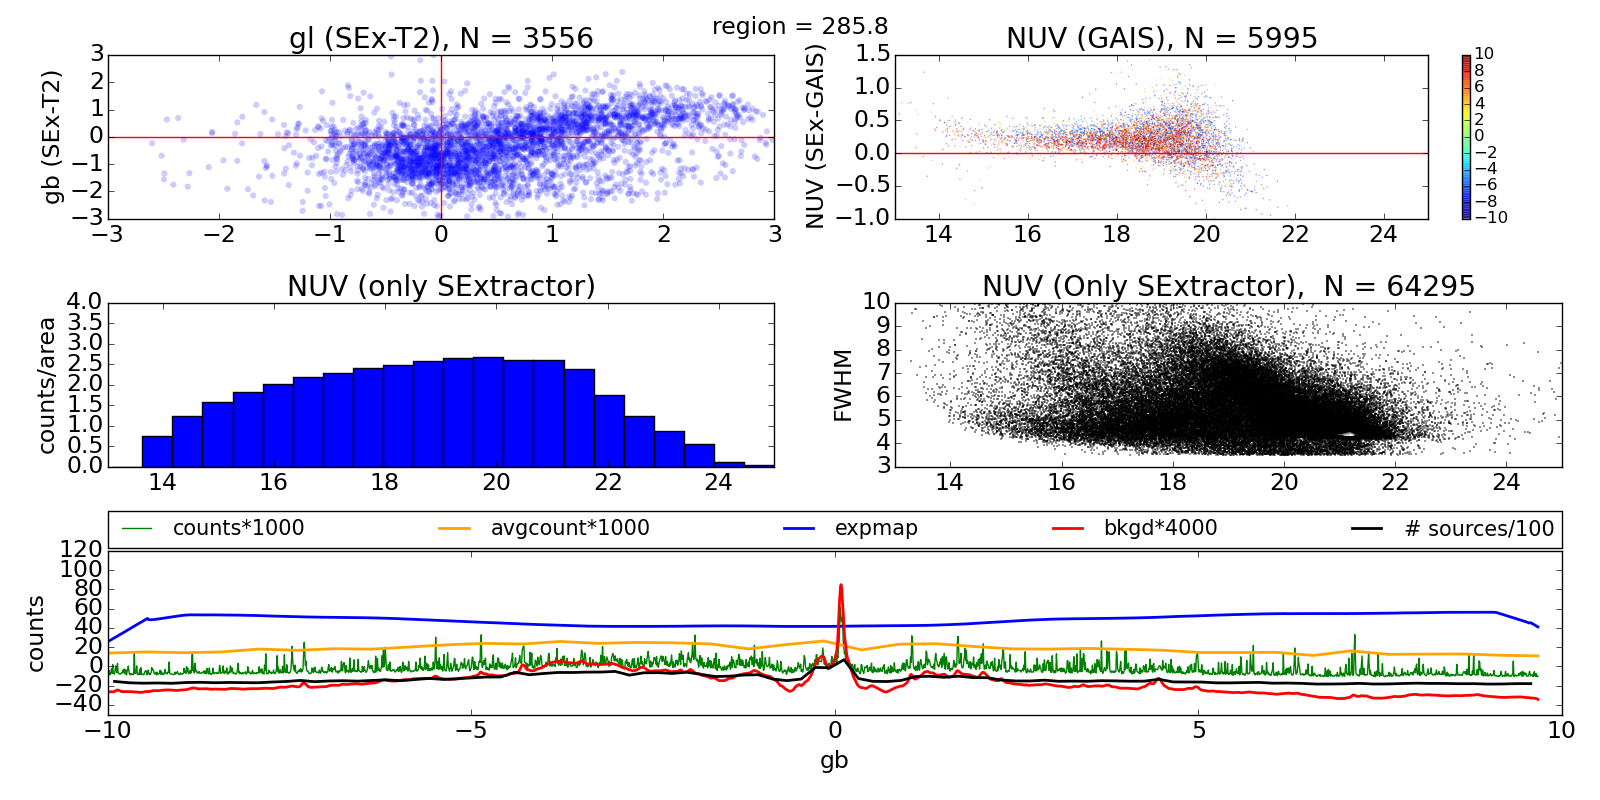 region = 285.8
gl (SEx-T2), N = 3556
gb (SEx-T2)
3
2
1
0
−1
−2
−3
−3 −2 −1 0 1 2 3
NUV (GAIS), N = 5995
NUV (SEx-GAIS)
1.5
1.0
0.5
0.0
−0.5
−1.0
14 16 18 20 22 24
10
8
6
4
2
0
−2
−4
−6
−8
−10
NUV (only SExtractor)
counts/area
4.0
3.5
3.0
2.5
2.0
1.5
1.0
0.5
0.0
14 16 18 20 22 24
NUV (Only SExtractor), N = 64295
FWHM
10
9
8
7
6
5
4
3
14 16 18 20 22 24
counts*1000 avgcount*1000 expmap bkgd*4000 # sources/100
counts
120
100
80
60
40
20
0
−20
−40
−10 −5 0 5 10
gb